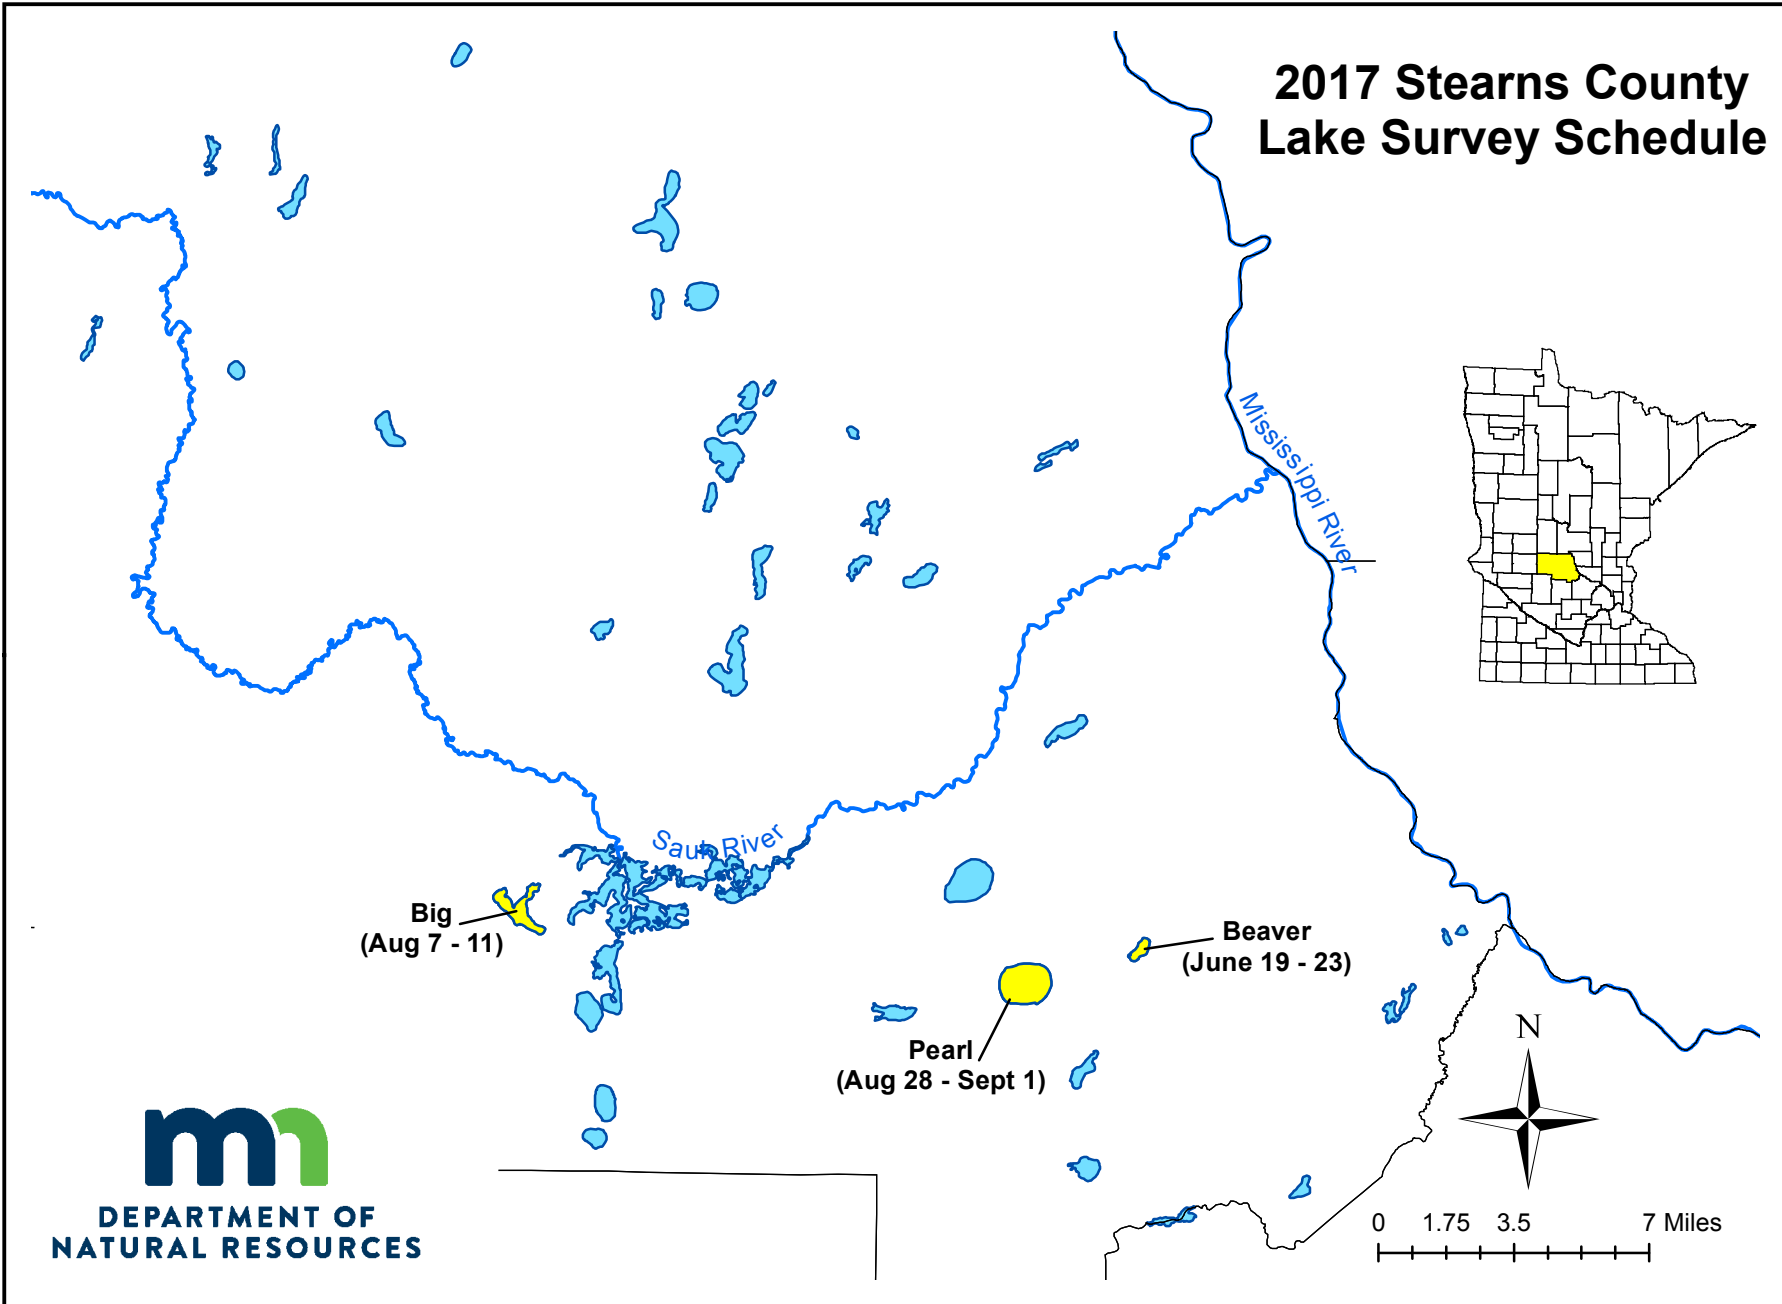 2017 Stearns County
Lake Survey Schedule
Mississippi River
Sauk River
Big
(Aug 7 - 11)
Beaver
(June 19 - 23)
Pearl
(Aug 28 - Sept 1)
N
0 1.75 3.5 7 Miles
mn
DEPARTMENT OF
NATURAL RESOURCES